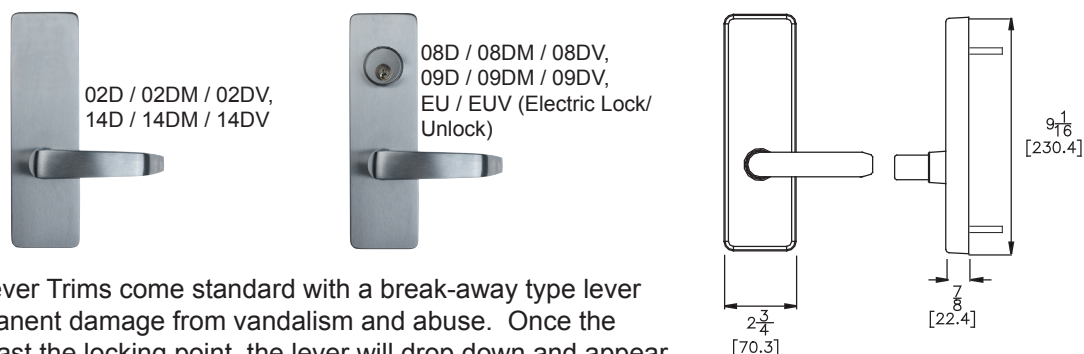 02D / 02DM / 02DV,
14D / 14DM / 14DV
08D / 08DM / 08DV,
09D / 09DM / 09DV,
EU / EUV (Electric Lock/
Unlock)
9 1/16
[230.4]
7/8
[22.4]
2 3/4
[70.3]
ever Trims come standard with a break-away type lever
anent damage from vandalism and abuse.  Once the
ast the locking point, the lever will drop down and appear